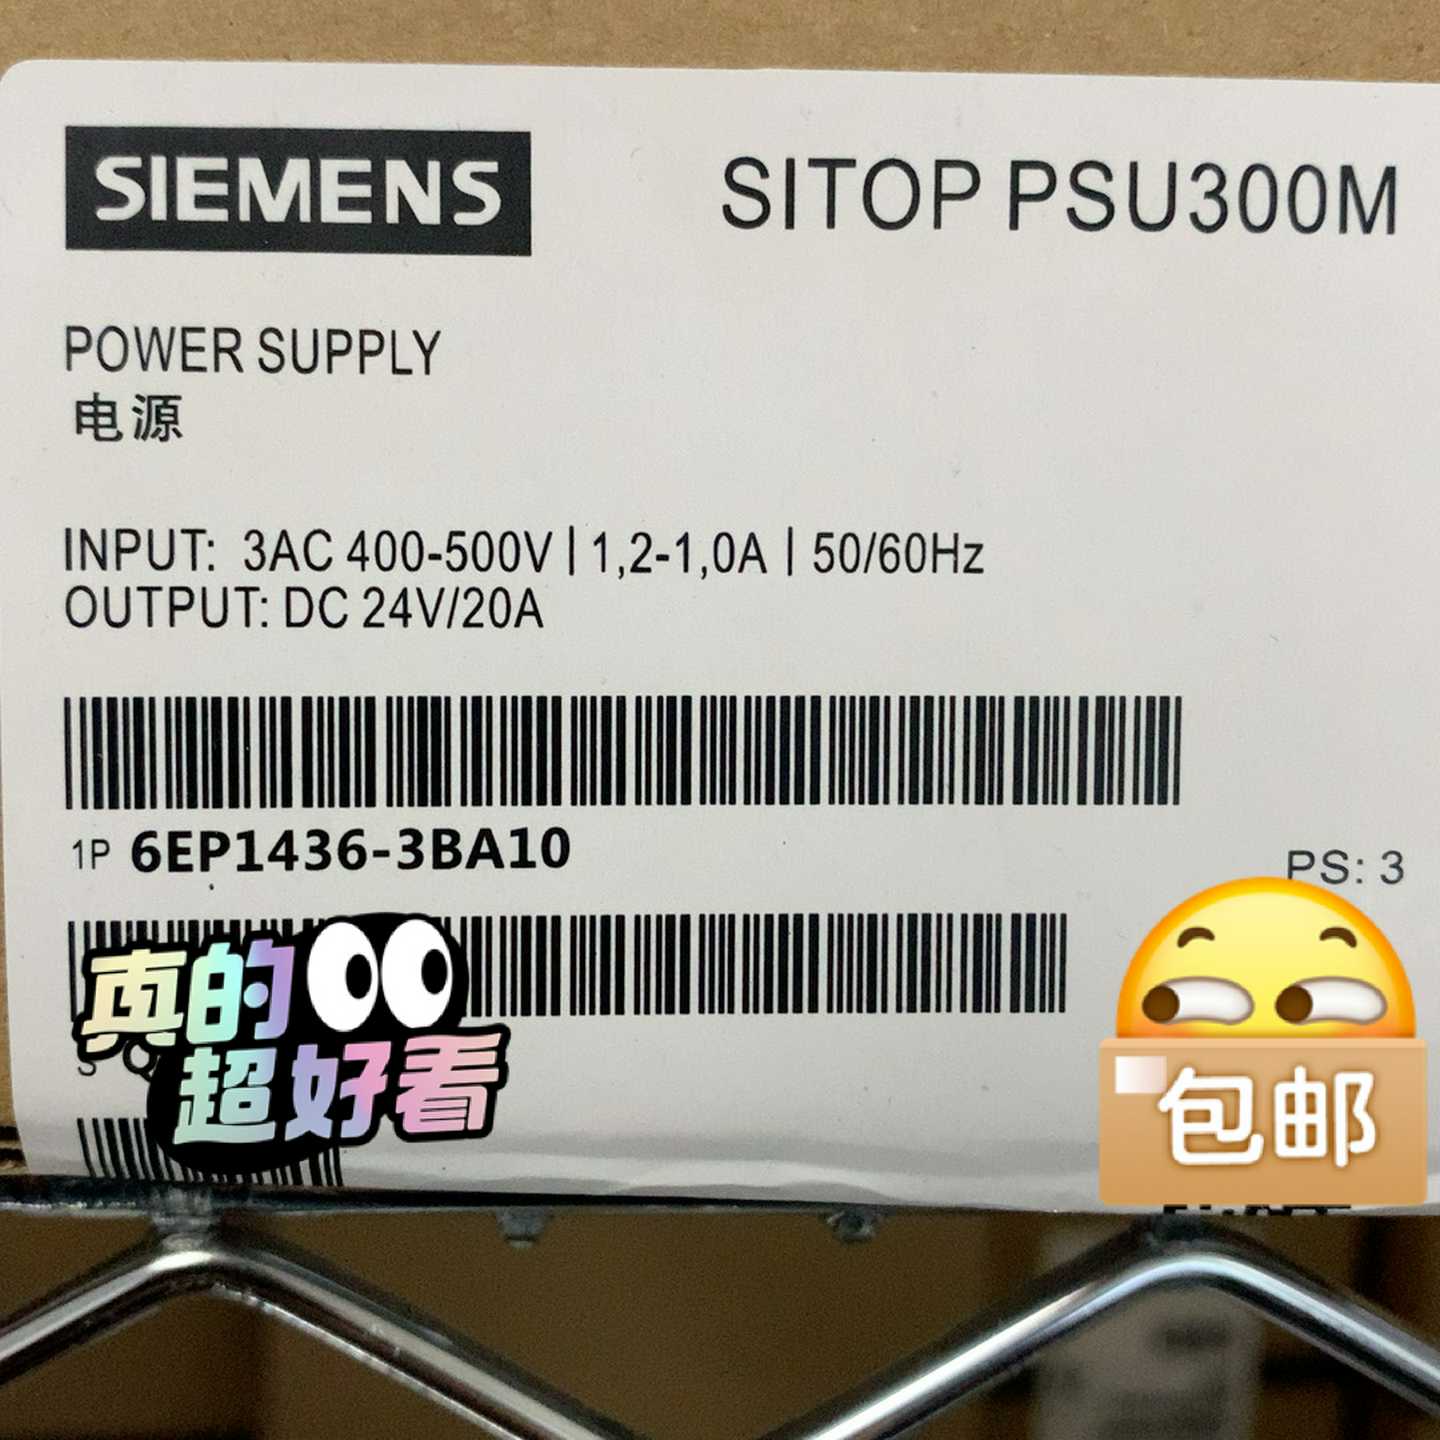 SIEMENS
SITOP PSU300M
POWER SUPPLY
电源
INPUT: 3AC 400-500V | 1,2-1,0A | 50/60Hz
OUTPUT: DC 24V/20A
1P 6EP1436-3BA10
PS: 3
真的
超好看
S Q
包邮